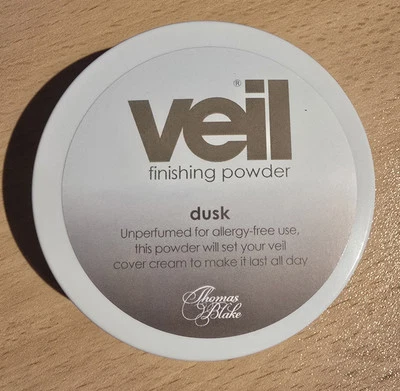 veil®
finishing powder
dusk
Unperfumed for allergy-free use,
this powder will set your veil
cover cream to make it last all day
Thomas
Blake